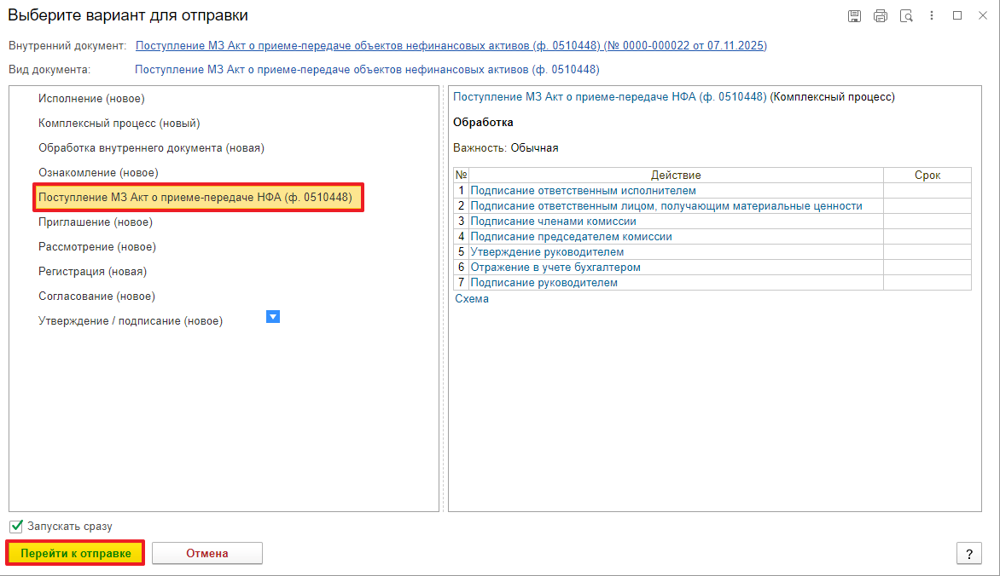 Выберите вариант для отправки
Внутренний документ: Поступление МЗ Акт о приеме-передаче объектов нефинансовых активов (ф. 0510448) (№ 0000-000022 от 07.11.2025)
Вид документа: Поступление МЗ Акт о приеме-передаче объектов нефинансовых активов (ф. 0510448)
Исполнение (новое)
Комплексный процесс (новый)
Обработка внутреннего документа (новая)
Ознакомление (новое)
Поступление МЗ Акт о приеме-передаче НФА (ф. 0510448)
Приглашение (новое)
Рассмотрение (новое)
Регистрация (новая)
Согласование (новое)
Утверждение / подписание (новое)
Поступление МЗ Акт о приеме-передаче НФА (ф. 0510448) (Комплексный процесс)
Обработка
Важность: Обычная
№ Действие Срок
1 Подписание ответственным исполнителем
2 Подписание ответственным лицом, получающим материальные ценности
3 Подписание членами комиссии
4 Подписание председателем комиссии
5 Утверждение руководителем
6 Отражение в учете бухгалтером
7 Подписание руководителем
Схема
Запускать сразу
Перейти к отправке Отмена ?